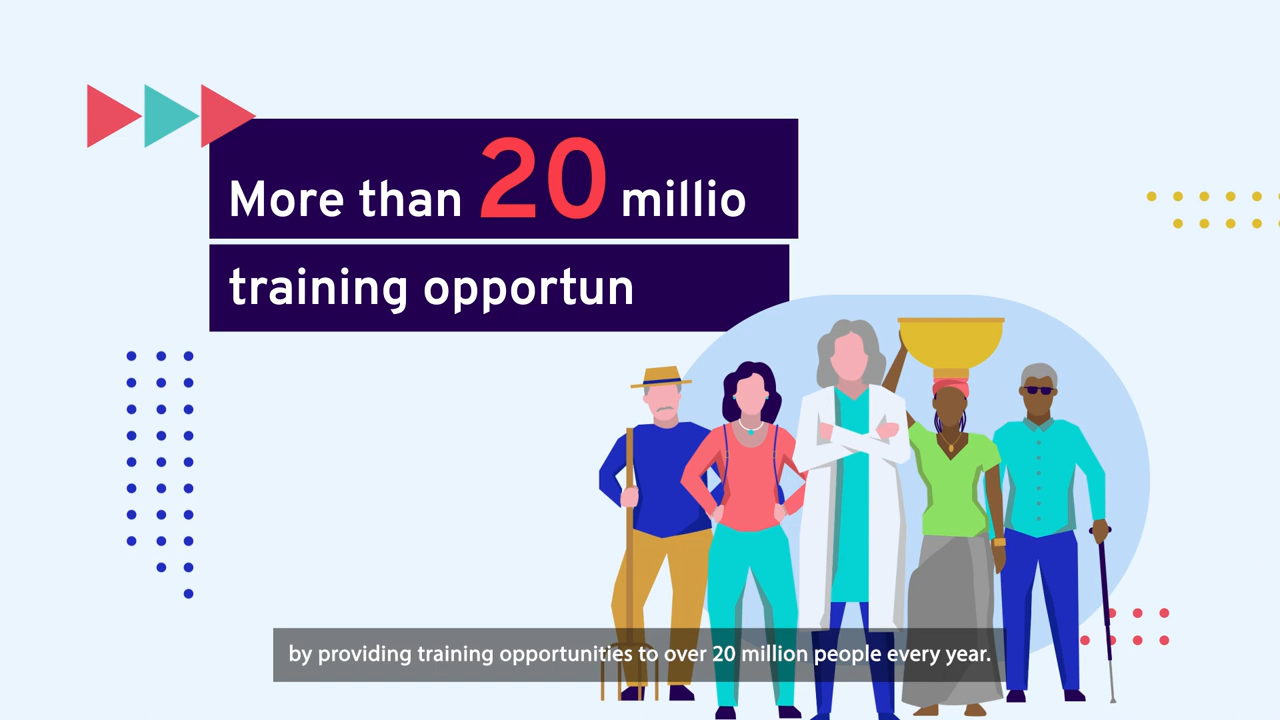 More than 20 millio
training opportun
by providing training opportunities to over 20 million people every year.